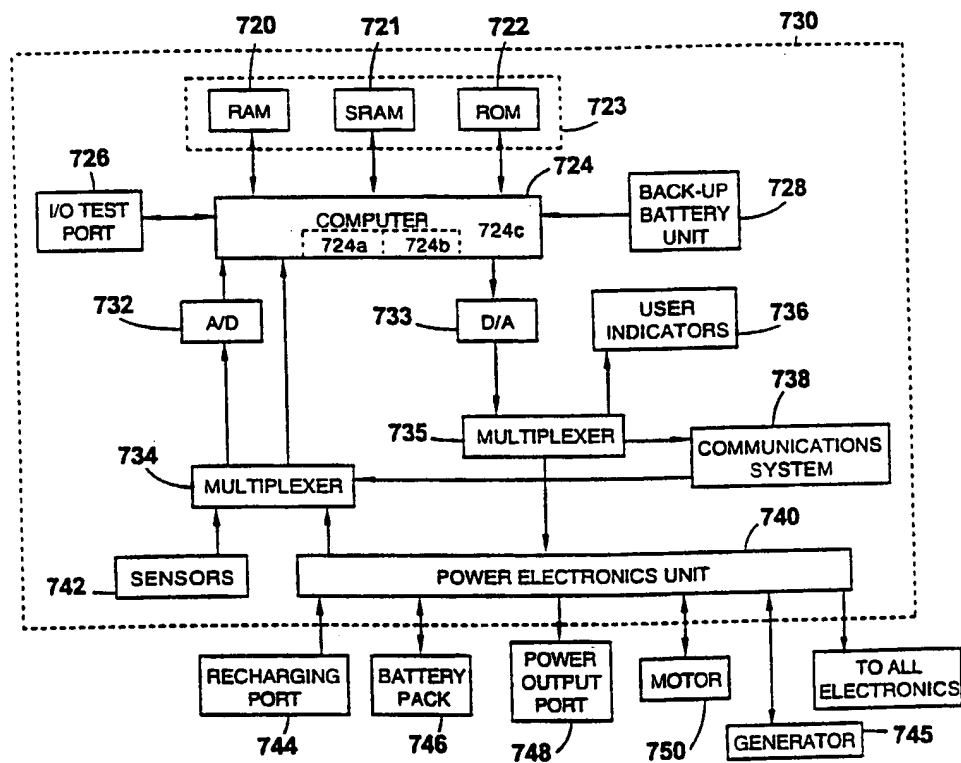 720
721
722
730
RAM
SRAM
ROM
723
726
724
I/O TEST
PORT
COMPUTER
724a
724b
724c
BACK-UP
BATTERY
UNIT
728
732
A/D
733
D/A
USER
INDICATORS
736
738
735
MULTIPLEXER
COMMUNICATIONS
SYSTEM
734
MULTIPLEXER
740
742
SENSORS
POWER ELECTRONICS UNIT
RECHARGING
PORT
744
BATTERY
PACK
746
POWER
OUTPUT
PORT
748
MOTOR
750
TO ALL
ELECTRONICS
GENERATOR
745